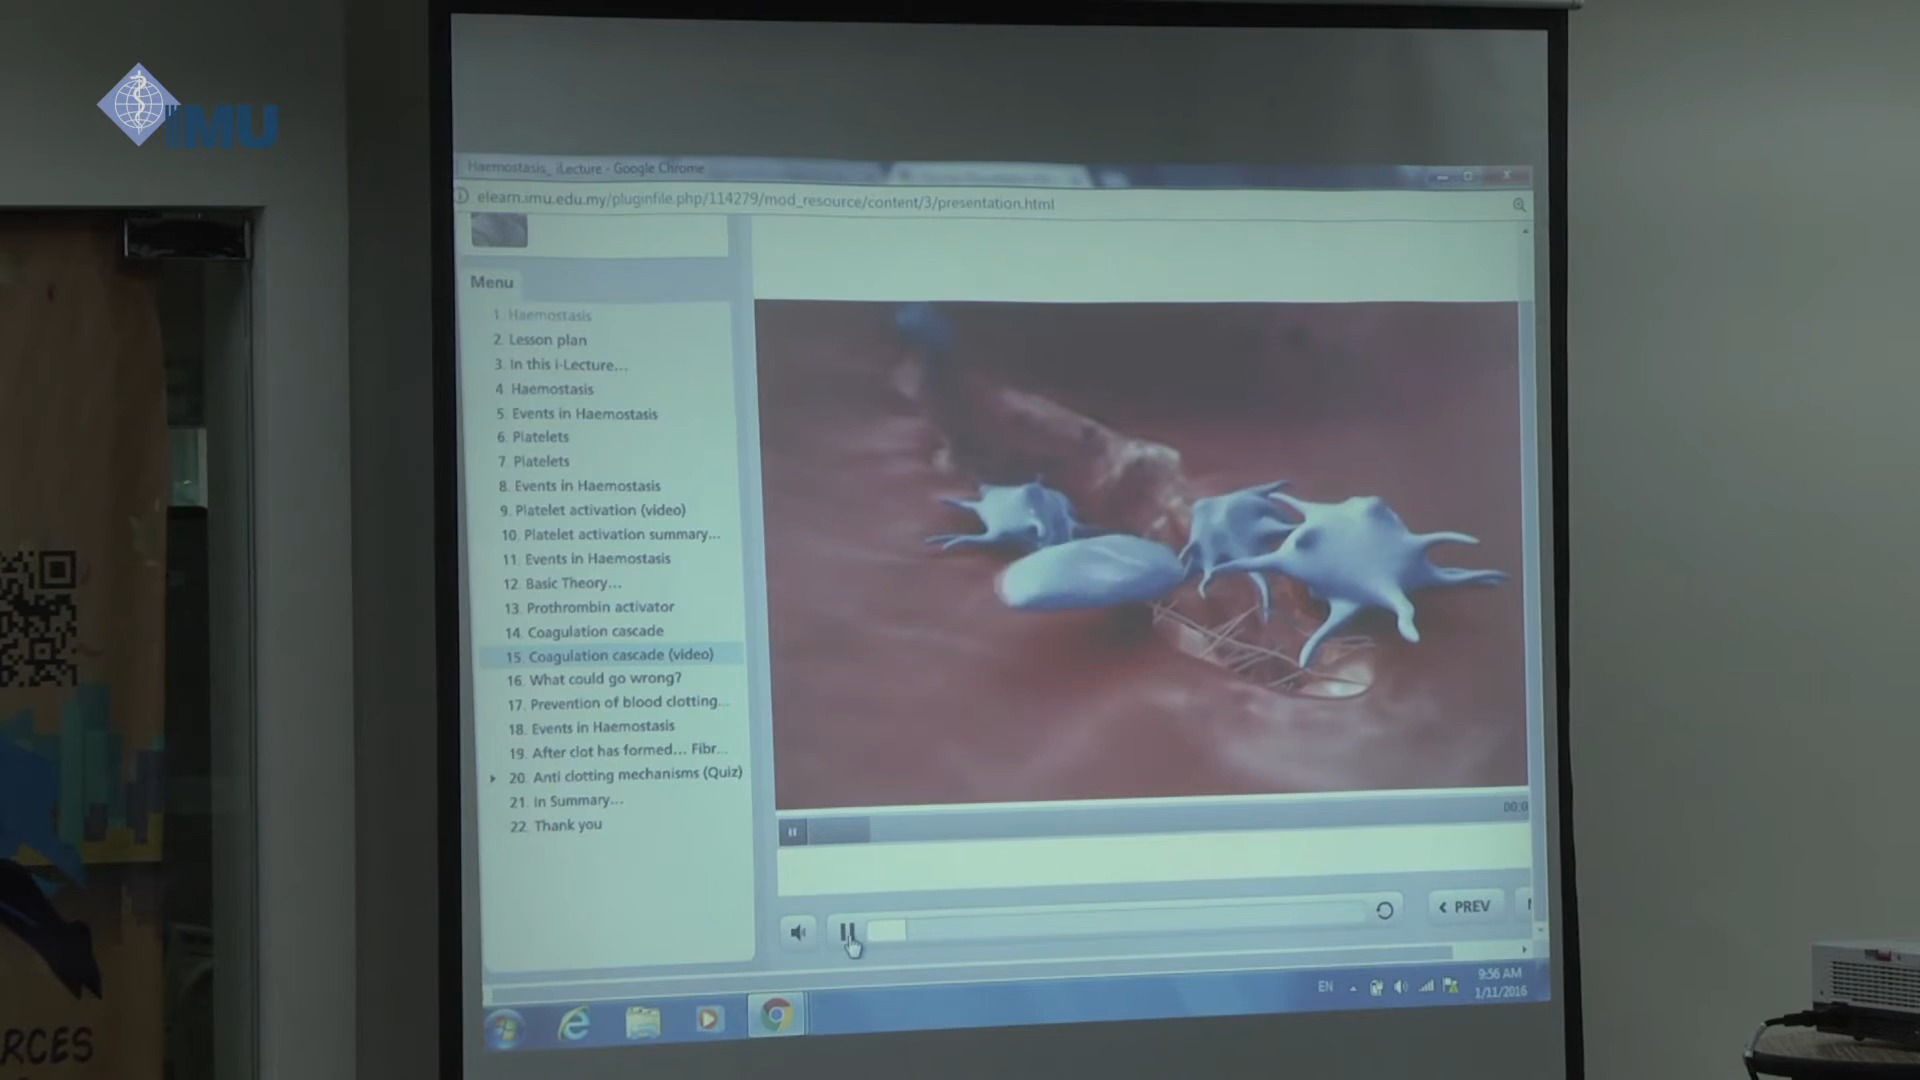 IMU
Haemostasis_ iLecture - Google Chrome
elearn.imu.edu.my/pluginfile.php/114279/mod_resource/content/3/presentation.html
Menu
1. Haemostasis
2. Lesson plan
3. In this i-Lecture...
4. Haemostasis
5. Events in Haemostasis
6. Platelets
7. Platelets
8. Events in Haemostasis
9. Platelet activation (video)
10. Platelet activation summary...
11. Events in Haemostasis
12. Basic Theory...
13. Prothrombin activator
14. Coagulation cascade
15. Coagulation cascade (video)
16. What could go wrong?
17. Prevention of blood clotting...
18. Events in Haemostasis
19. After clot has formed... Fibr...
20. Anti clotting mechanisms (Quiz)
21. In Summary...
22. Thank you
00:0
PREV
EN
9:56 AM
1/11/2016
RCES